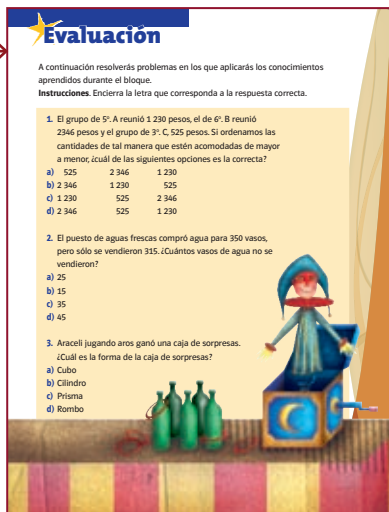 Evaluación
A continuación resolverás problemas en los que aplicarás los conocimientos
aprendidos durante el bloque.
Instrucciones. Encierra la letra que corresponda a la respuesta correcta.
1. El grupo de 5º. A reunió 1 230 pesos, el de 6º. B reunió
2346 pesos y el grupo de 3º. C, 525 pesos. Si ordenamos las
cantidades de tal manera que estén acomodadas de mayor
a menor, ¿cuál de las siguientes opciones es la correcta?
a) 525 2 346 1 230
b) 2 346 1 230 525
c) 1 230 525 2 346
d) 2 346 525 1 230
2. El puesto de aguas frescas compró agua para 350 vasos,
pero sólo se vendieron 315. ¿Cuántos vasos de agua no se
vendieron?
a) 25
b) 15
c) 35
d) 45
3. Araceli jugando aros ganó una caja de sorpresas.
¿Cuál es la forma de la caja de sorpresas?
a) Cubo
b) Cilindro
c) Prisma
d) Rombo